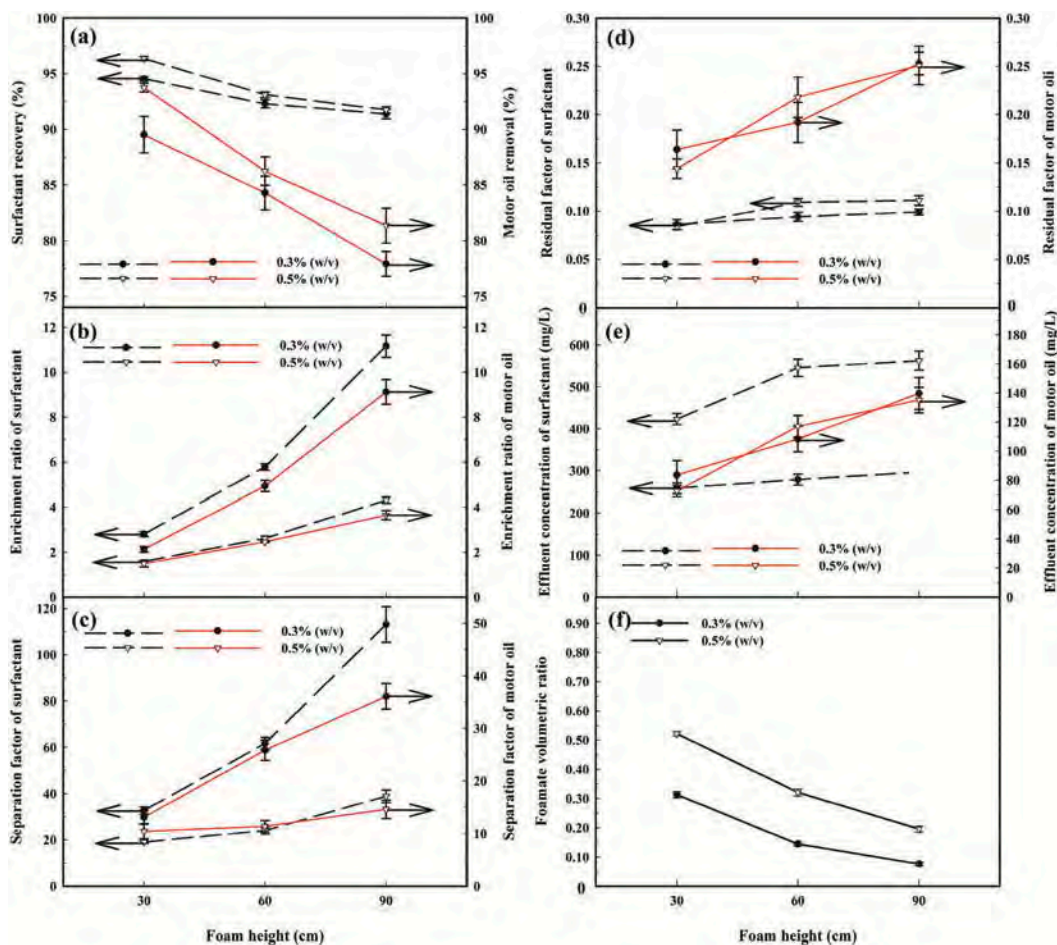 (a)
Surfactant recovery (%)
100
95
90
85
80
75
Motor oil removal (%)
100
95
90
85
80
75
0.3% (w/v)
0.5% (w/v)
(b)
Enrichment ratio of surfactant
12
10
8
6
4
2
0
Enrichment ratio of motor oil
12
10
8
6
4
2
0
0.3% (w/v)
0.5% (w/v)
(c)
Separation factor of surfactant
120
100
80
60
40
20
0
Separation factor of motor oil
50
40
30
20
10
0
0.3% (w/v)
0.5% (w/v)
30
60
90
Foam height (cm)
(d)
Residual factor of surfactant
0.30
0.25
0.20
0.15
0.10
0.05
0
Residual factor of motor oli
0.30
0.25
0.20
0.15
0.10
0.05
0
0.3% (w/v)
0.5% (w/v)
(e)
Effluent concentration of surfactant (mg/L)
600
500
400
300
200
100
0
Effluent concentration of motor oil (mg/L)
180
160
140
120
100
80
60
40
20
0
0.3% (w/v)
0.5% (w/v)
(f)
Foamate volumetric ratio
0.90
0.70
0.60
0.50
0.40
0.30
0.20
0.10
0
0.3% (w/v)
0.5% (w/v)
30
60
90
Foam height (cm)